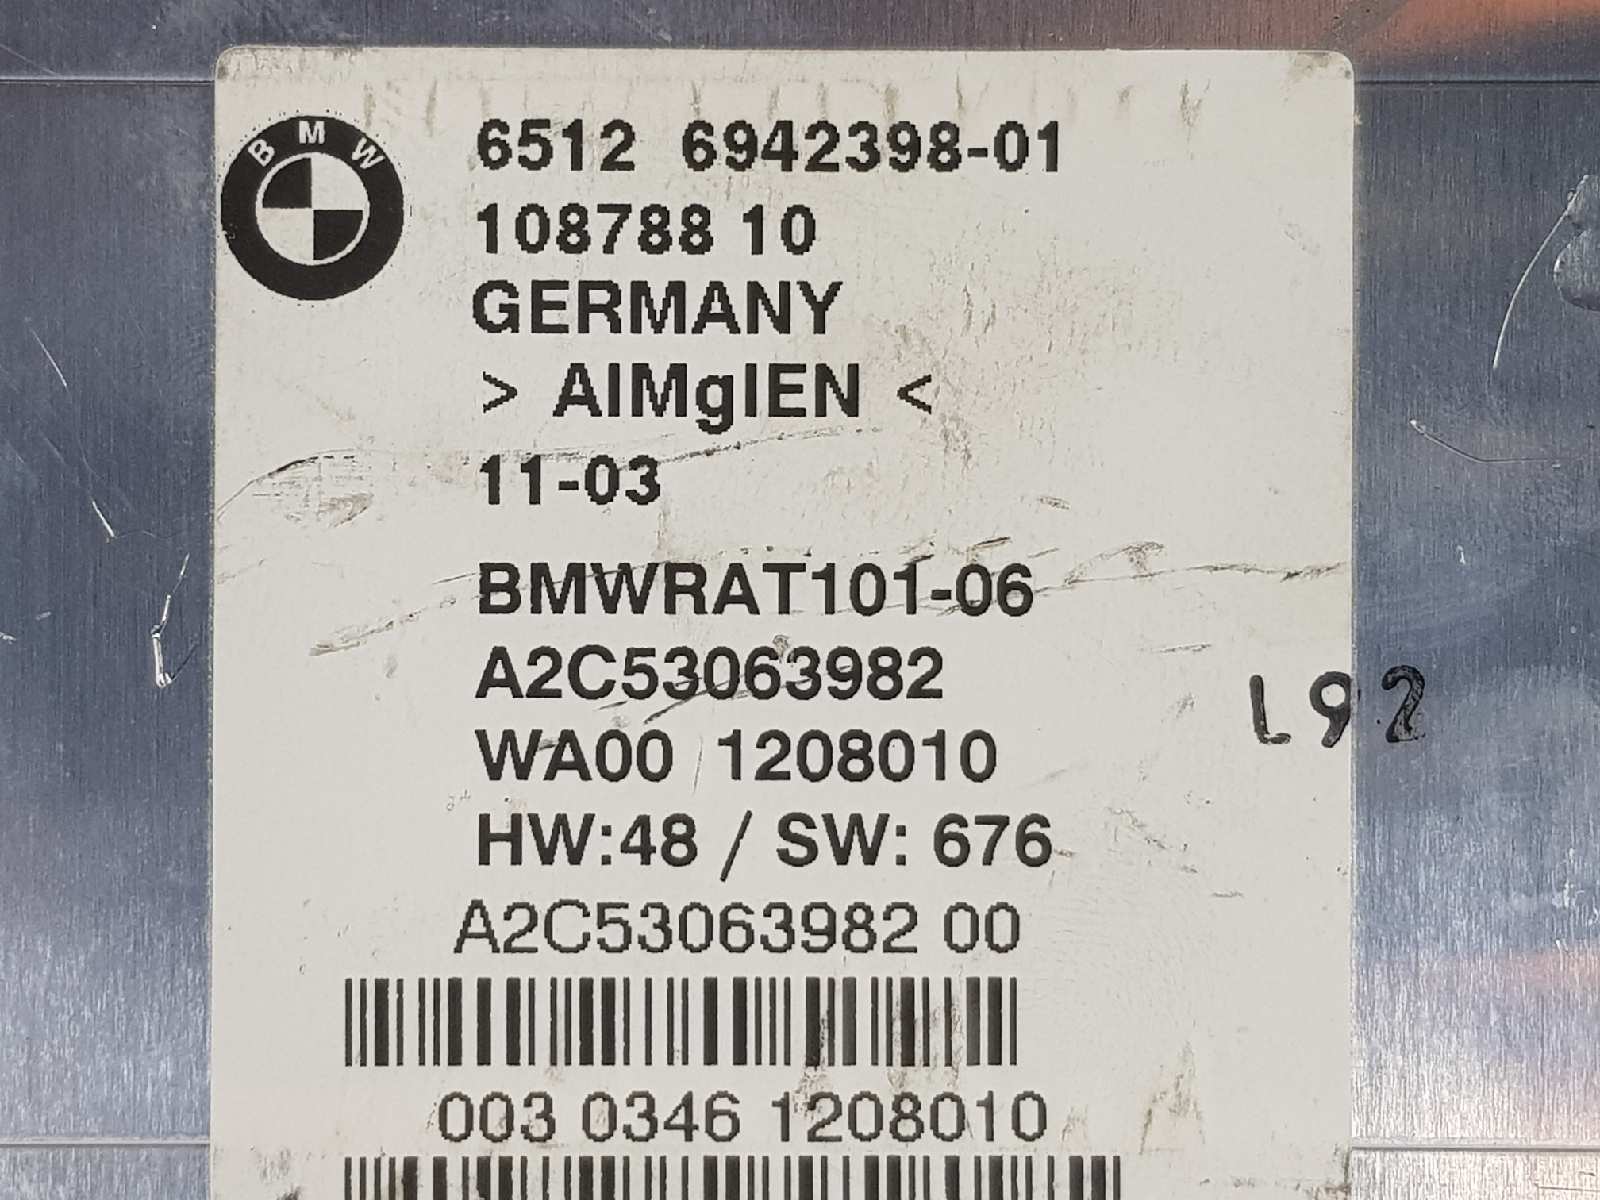 BMW
6512 6942398-01
108788 10
GERMANY
> AlMgIEN <
11-03
BMWRAT101-06
A2C53063982
WA00 1208010
L92
HW:48 / SW: 676
A2C53063982 00
003 0346 1208010